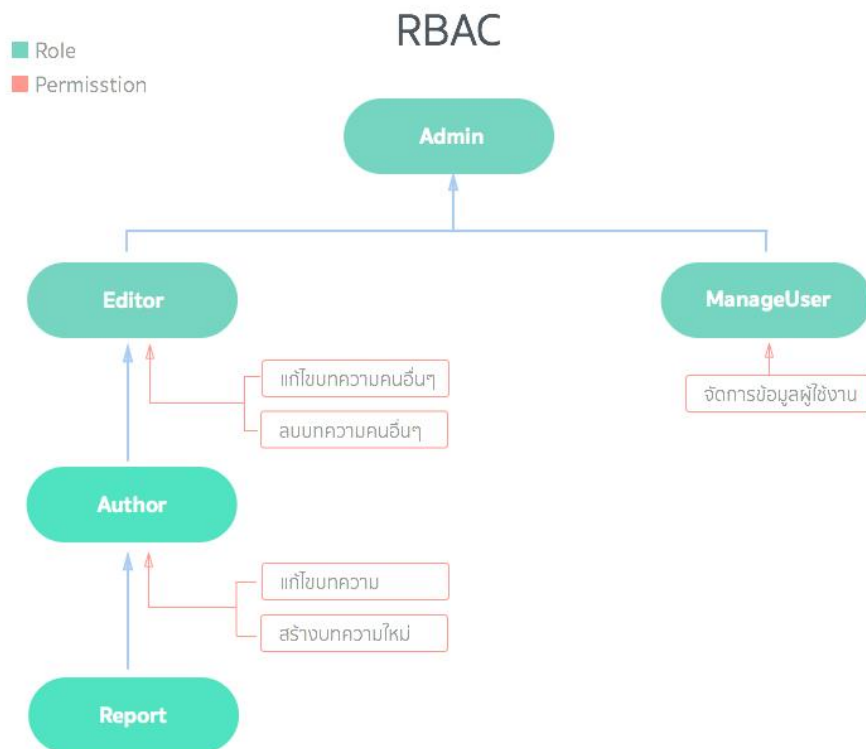 RBAC
Role
Permisstion
Admin
Editor
ManageUser
แก้ไขบทความคนอื่นๆ
จัดการข้อมูลผู้ใช้งาน
ลบบทความคนอื่นๆ
Author
แก้ไขบทความ
สร้างบทความใหม่
Report